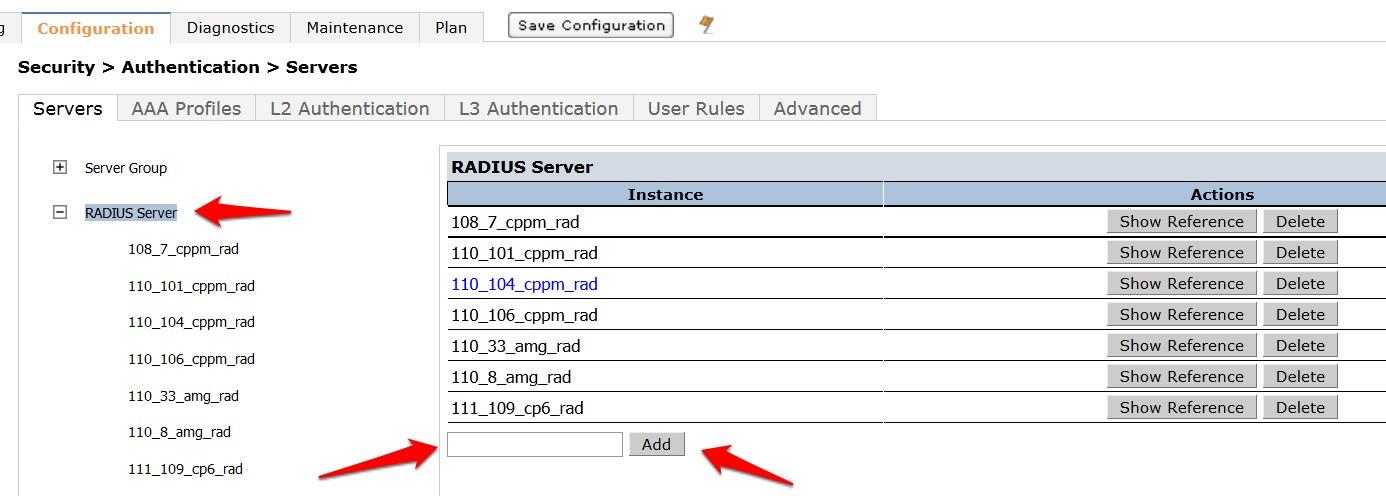 g Configuration Diagnostics Maintenance Plan Save Configuration
Security > Authentication > Servers
Servers AAA Profiles L2 Authentication L3 Authentication User Rules Advanced
Server Group
RADIUS Server
108_7_cppm_rad
110_101_cppm_rad
110_104_cppm_rad
110_106_cppm_rad
110_33_amg_rad
110_8_amg_rad
111_109_cp6_rad
RADIUS Server
Instance Actions
108_7_cppm_rad Show Reference Delete
110_101_cppm_rad Show Reference Delete
110_104_cppm_rad Show Reference Delete
110_106_cppm_rad Show Reference Delete
110_33_amg_rad Show Reference Delete
110_8_amg_rad Show Reference Delete
111_109_cp6_rad Show Reference Delete
Add